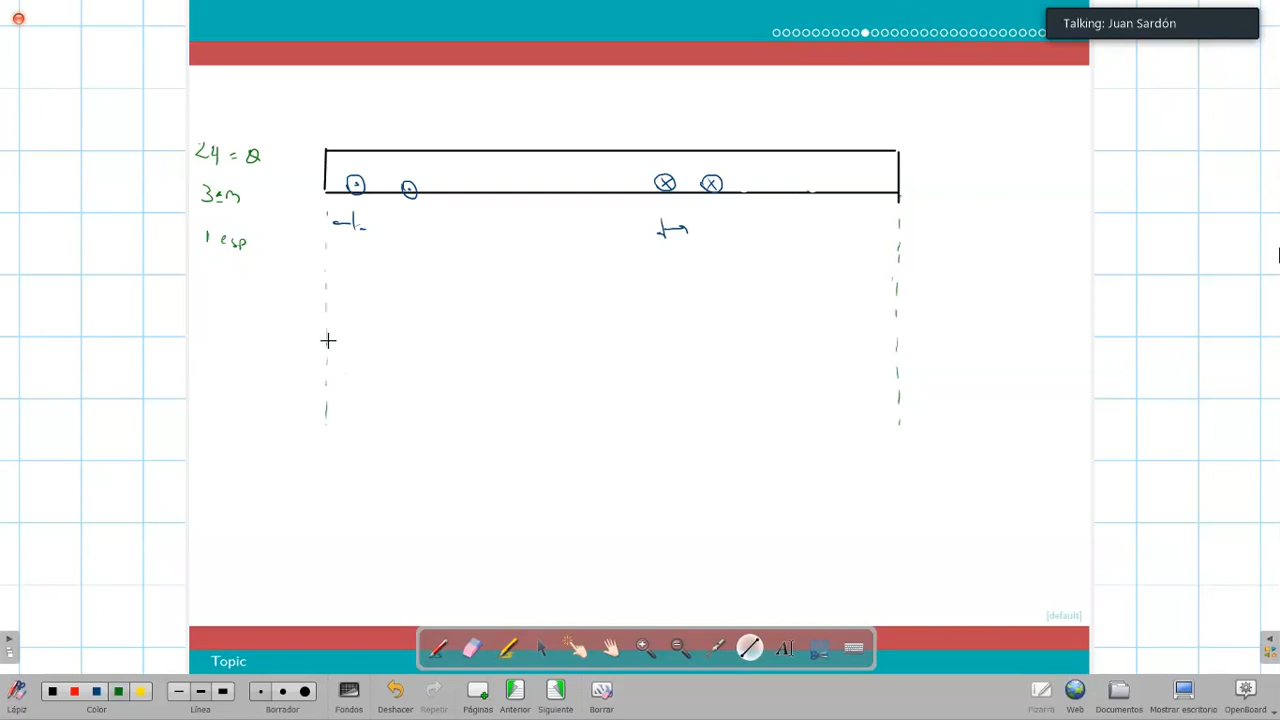 Talking: Juan Sardón
24 = Q
3 = m
1 esp
[default]
Topic
Lápiz
Color
Línea
Borrador
Fondos
Deshacer
Repetir
Páginas
Anterior
Siguiente
Borrar
Pizarra
Web
Documentos
Mostrar escritorio
OpenBoard